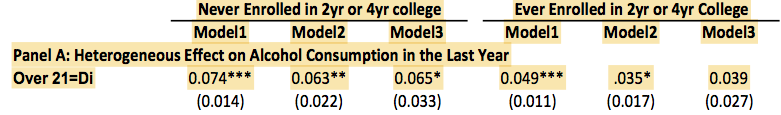 Never Enrolled in 2yr or 4yr college Ever Enrolled in 2yr or 4yr College
Model1 Model2 Model3 Model1 Model2 Model3
Panel A: Heterogeneous Effect on Alcohol Consumption in the Last Year
Over 21=Di 0.074*** 0.063** 0.065* 0.049*** .035* 0.039
(0.014) (0.022) (0.033) (0.011) (0.017) (0.027)